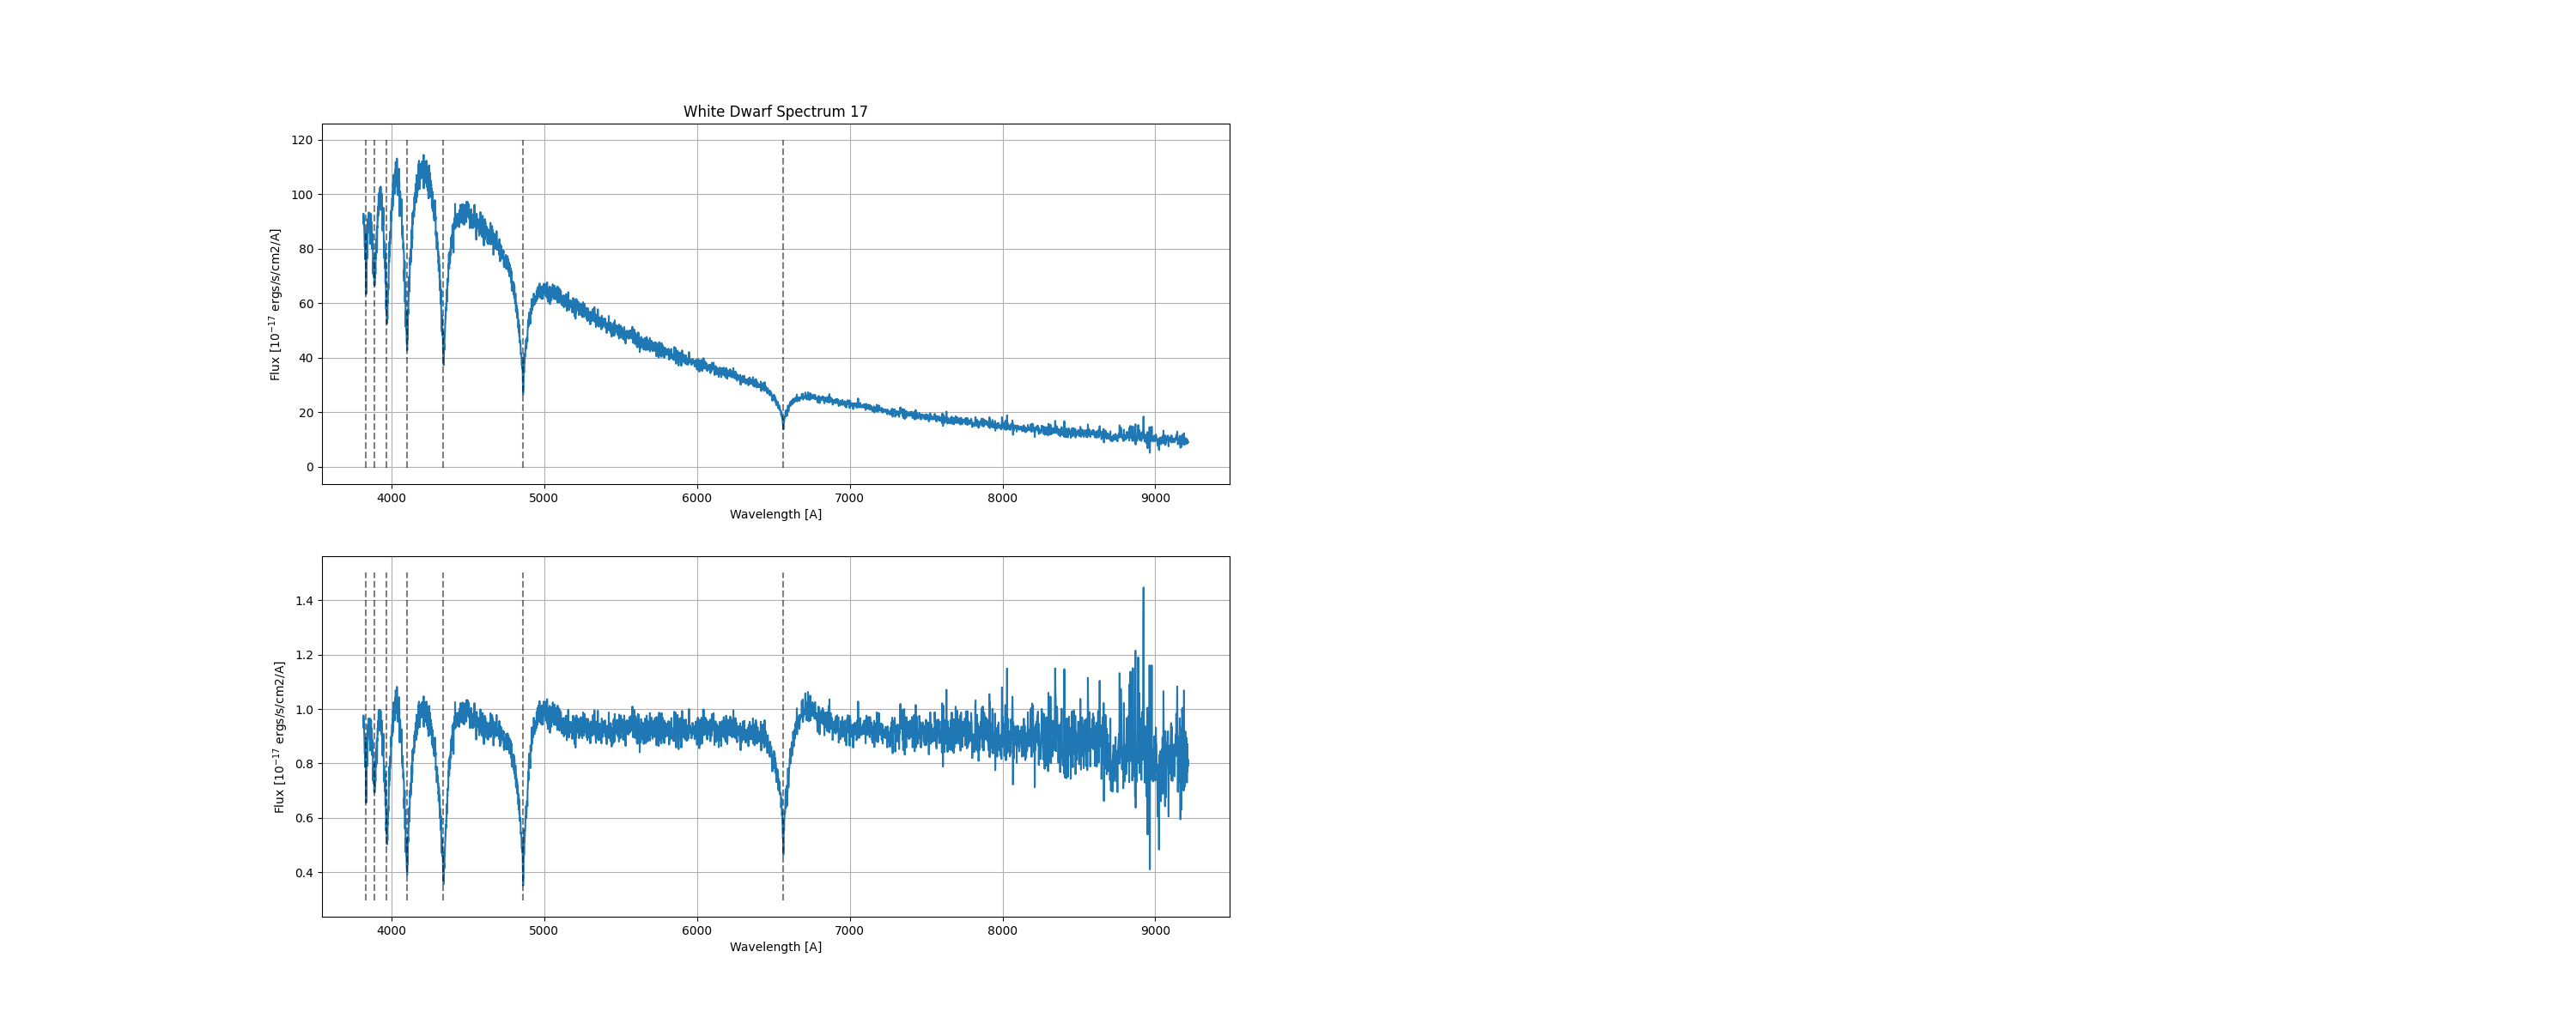 White Dwarf Spectrum 17
120
100
80
60
40
20
0
Flux [10⁻¹⁷ ergs/s/cm2/A]
4000 5000 6000 7000 8000 9000
Wavelength [A]
1.4
1.2
1.0
0.8
0.6
0.4
Flux [10⁻¹⁷ ergs/s/cm2/A]
4000 5000 6000 7000 8000 9000
Wavelength [A]